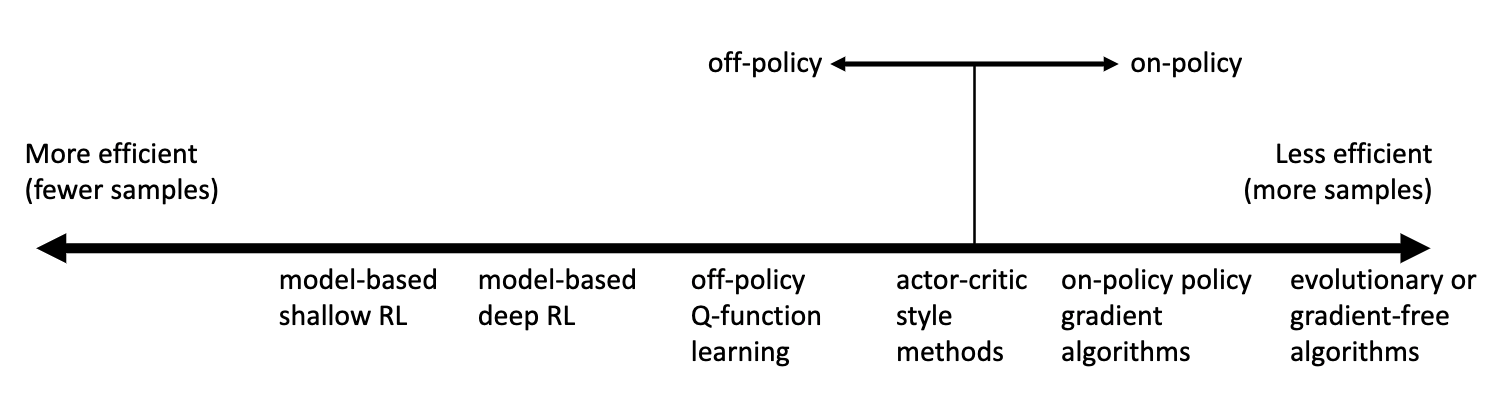 off-policy
on-policy
More efficient
(fewer samples)
Less efficient
(more samples)
model-based
shallow RL
model-based
deep RL
off-policy
Q-function
learning
actor-critic
style
methods
on-policy policy
gradient
algorithms
evolutionary or
gradient-free
algorithms